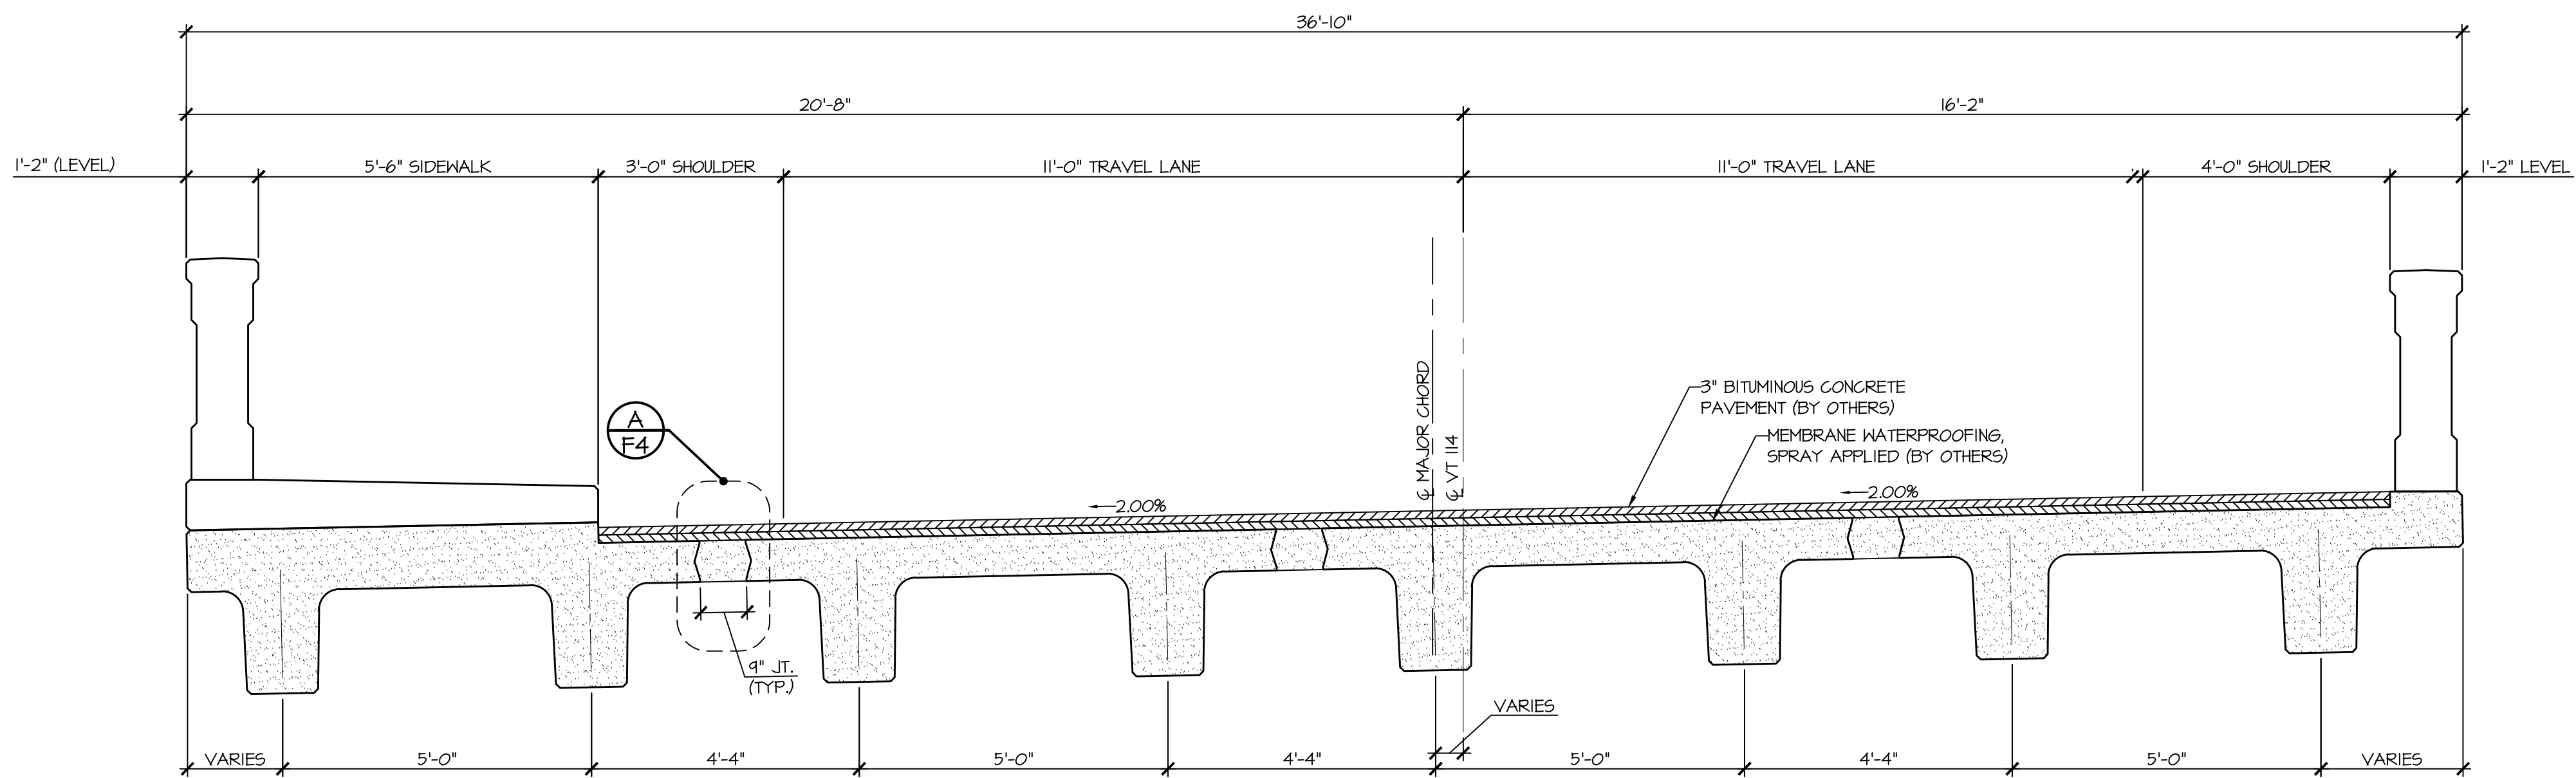 36'-10"
20'-8"
16'-2"
1'-2" (LEVEL)
5'-6" SIDEWALK
3'-0" SHOULDER
11'-0" TRAVEL LANE
11'-0" TRAVEL LANE
4'-0" SHOULDER
1'-2" LEVEL
℄ MAJOR CHORD
℄ VT 114
3" BITUMINOUS CONCRETE
PAVEMENT (BY OTHERS)
MEMBRANE WATERPROOFING,
SPRAY APPLIED (BY OTHERS)
A
F4
2.00%
2.00%
9" JT.
(TYP.)
VARIES
VARIES
5'-0"
4'-4"
5'-0"
4'-4"
5'-0"
4'-4"
5'-0"
VARIES